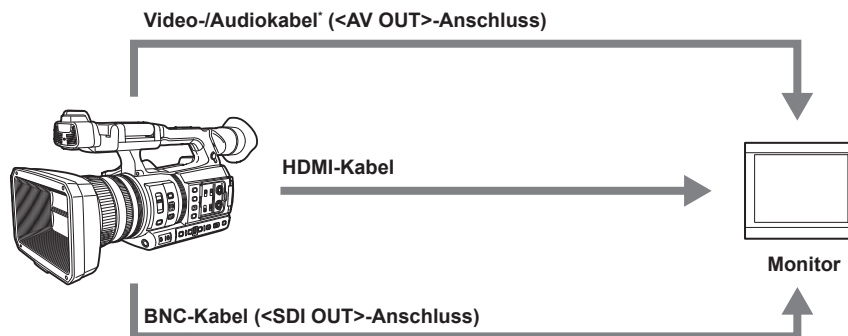 Video-/Audiokabel* (<AV OUT>-Anschluss)
HDMI-Kabel
Monitor
BNC-Kabel (<SDI OUT>-Anschluss)